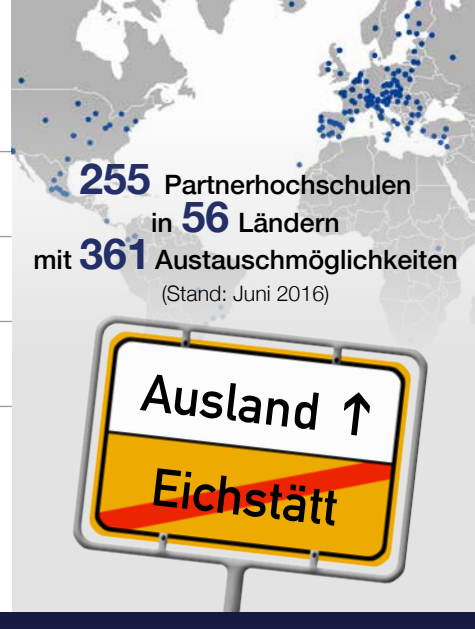 255 Partnerhochschulen
in 56 Ländern
mit 361 Austauschmöglichkeiten
(Stand: Juni 2016)
Ausland ↑
Eichstätt